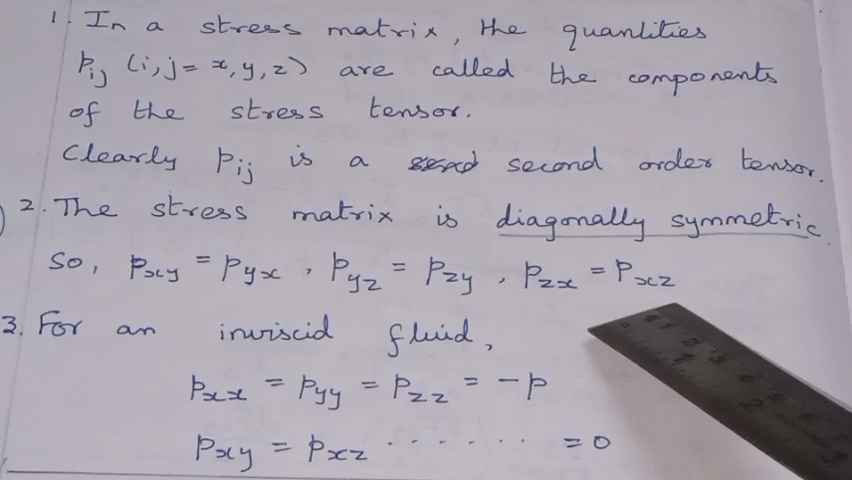 1. In a stress matrix, the quantities
Pij (i,j= x,y,z) are called the components
of the stress tensor.
Clearly Pij is a second order tensor.
2. The stress matrix is diagonally symmetric.
So, Pxy = Pyx, Pyz = Pzy, Pzx = Pxz
3. For an inviscid fluid,
Pxx = Pyy = Pzz = -P
Pxy = Pxz ....... = 0